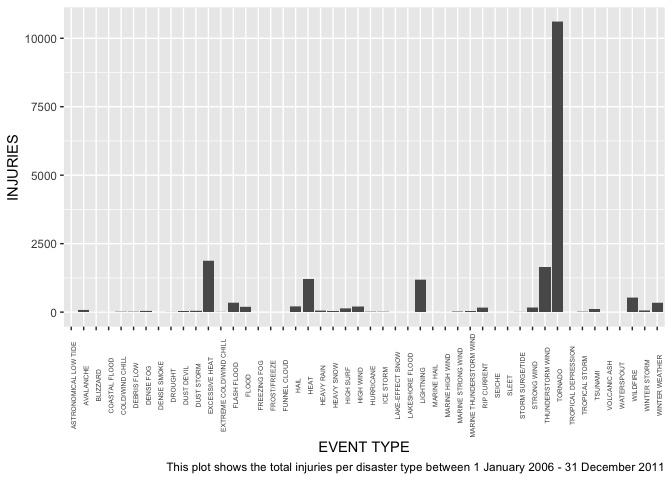 10000
7500
5000
2500
0
INJURIES
ASTRONOMICAL LOW TIDE
AVALANCHE
BLIZZARD
COASTAL FLOOD
COLD/WIND CHILL
DEBRIS FLOW
DENSE FOG
DENSE SMOKE
DROUGHT
DUST DEVIL
DUST STORM
EXCESSIVE HEAT
EXTREME COLD/WIND CHILL
FLASH FLOOD
FLOOD
FREEZING FOG
FROST/FREEZE
FUNNEL CLOUD
HAIL
HEAT
HEAVY RAIN
HEAVY SNOW
HIGH SURF
HIGH WIND
HURRICANE
ICE STORM
LAKE-EFFECT SNOW
LAKESHORE FLOOD
LIGHTNING
MARINE HAIL
MARINE HIGH WIND
MARINE STRONG WIND
MARINE THUNDERSTORM WIND
RIP CURRENT
SEICHE
SLEET
STORM SURGE/TIDE
STRONG WIND
THUNDERSTORM WIND
TORNADO
TROPICAL DEPRESSION
TROPICAL STORM
TSUNAMI
VOLCANIC ASH
WATERSPOUT
WILDFIRE
WINTER STORM
WINTER WEATHER
EVENT TYPE
This plot shows the total injuries per disaster type between 1 January 2006 - 31 December 2011